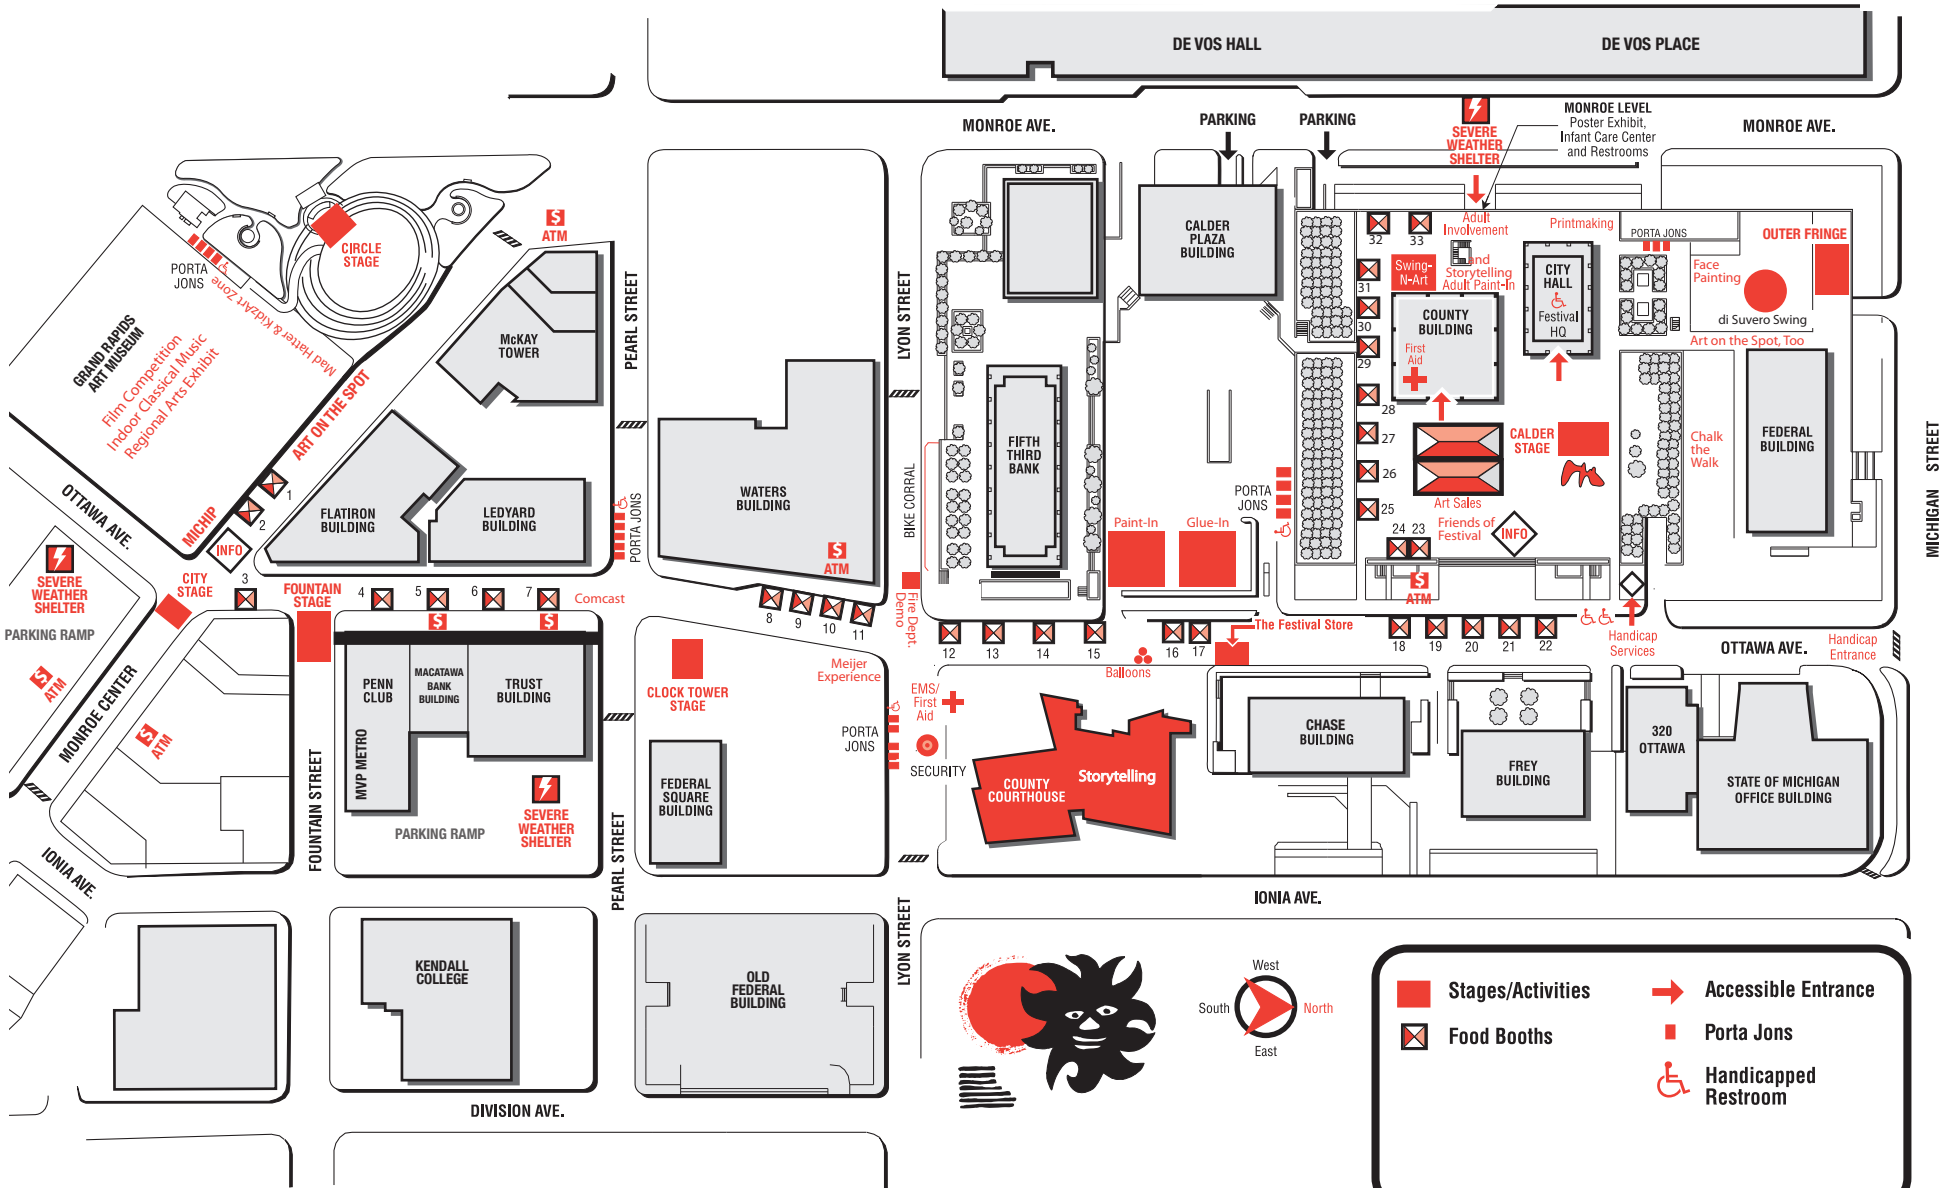 DE VOS HALL
DE VOS PLACE
MONROE AVE.
PARKING
PARKING
SEVERE
WEATHER
SHELTER
MONROE LEVEL
Poster Exhibit,
Infant Care Center
and Restrooms
MONROE AVE.
$
ATM
CIRCLE
STAGE
PORTA
JONS
Mad Hatter & KidzArt Zone
GRAND RAPIDS
ART MUSEUM
Film Competition
Indoor Classical Music
Regional Arts Exhibit
ART ON THE SPOT
McKAY
TOWER
PEARL STREET
LYON STREET
CALDER
PLAZA
BUILDING
32
33
Adult
Involvement
and
Storytelling
Adult Paint-In
Swing-
N-Art
31
30
29
28
27
26
25
24
23
Printmaking
CITY
HALL
Festival
HQ
COUNTY
BUILDING
First
Aid
PORTA JONS
OUTER FRINGE
Face
Painting
di Suvero Swing
Art on the Spot, Too
FEDERAL
BUILDING
Chalk
the
Walk
MICHIGAN STREET
CALDER
STAGE
Art Sales
Friends of
Festival
INFO
$
ATM
OTTAWA AVE.
MICHIP
1
2
INFO
3
CITY
STAGE
SEVERE
WEATHER
SHELTER
PARKING RAMP
$
ATM
MONROE CENTER
$
ATM
FLATIRON
BUILDING
LEDYARD
BUILDING
PORTA JONS
WATERS
BUILDING
$
ATM
BIKE CORRAL
FIFTH
THIRD
BANK
PORTA
JONS
Paint-In
Glue-In
FOUNTAIN
STAGE
4
5
6
7
$
$
Comcast
8
9
10
11
Fire Dept.
Demo
12
13
14
15
16
17
The Festival Store
18
19
20
21
22
Handicap
Services
OTTAWA AVE.
Handicap
Entrance
Balloons
PENN
CLUB
MACATAWA
BANK
BUILDING
TRUST
BUILDING
MVP METRO
SEVERE
WEATHER
SHELTER
PARKING RAMP
FOUNTAIN STREET
PEARL STREET
CLOCK TOWER
STAGE
Meijer
Experience
FEDERAL
SQUARE
BUILDING
EMS/
First
Aid
PORTA
JONS
SECURITY
COUNTY
COURTHOUSE
Storytelling
CHASE
BUILDING
FREY
BUILDING
320
OTTAWA
STATE OF MICHIGAN
OFFICE BUILDING
IONIA AVE.
IONIA AVE.
KENDALL
COLLEGE
OLD
FEDERAL
BUILDING
LYON STREET
DIVISION AVE.
West
South
North
East
Stages/Activities
Food Booths
Accessible Entrance
Porta Jons
Handicapped
Restroom